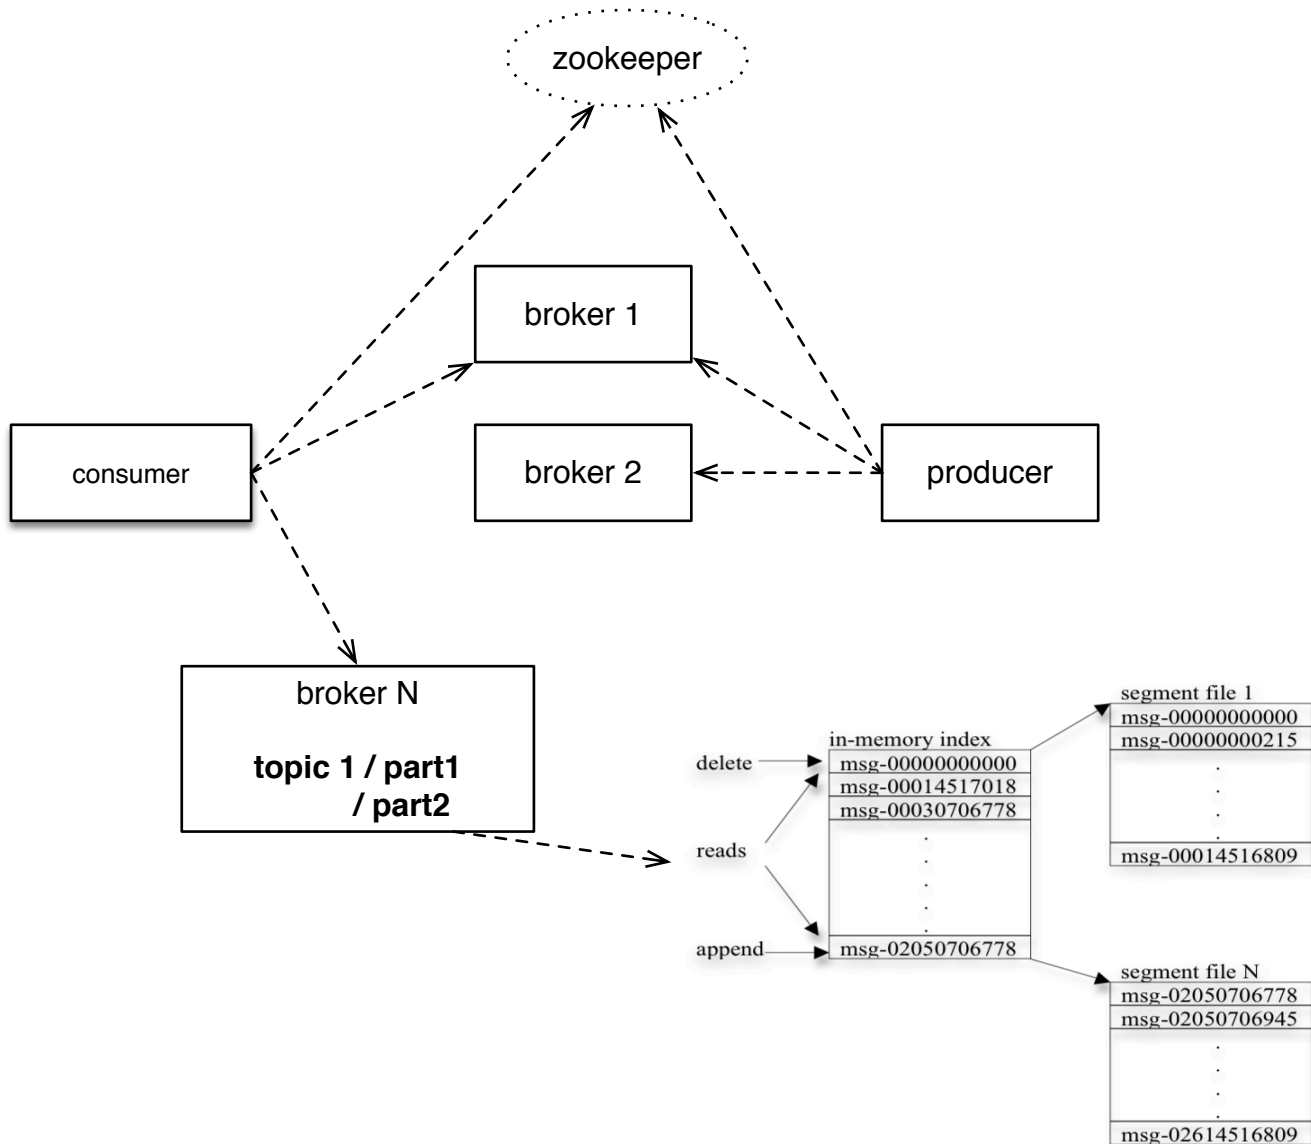 zookeeper
broker 1
consumer
broker 2
producer
broker N
topic 1 / part1
/ part2
delete
reads
append
in-memory index
msg-00000000000
msg-00014517018
msg-00030706778
.
.
.
.
.
msg-02050706778
segment file 1
msg-00000000000
msg-00000000215
.
.
.
.
msg-00014516809
segment file N
msg-02050706778
msg-02050706945
.
.
.
.
msg-02614516809